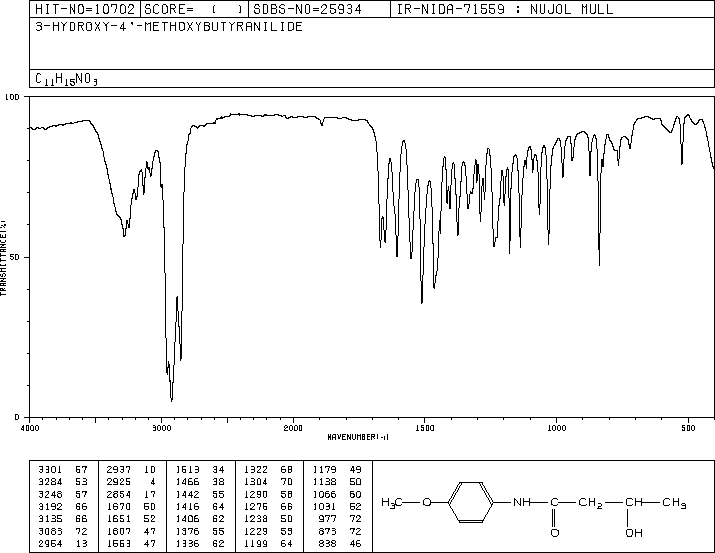 HIT-NO=10702 SCORE= ( ) SDBS-NO=25934 IR-NIDA-71559 : NUJOL MULL
3-HYDROXY-4'-METHOXYBUTYRANILIDE
C11H15NO3
100
50
0
TRANSMITTANCE(%)
4000 3000 2000 1500 1000 500
WAVENUMBER(-1)
3301 67 2937 10 1513 34 1322 68 1179 49
3284 53 2925 4 1466 38 1304 70 1138 50
3248 57 2854 17 1442 55 1290 58 1066 60
3192 66 1670 50 1416 64 1276 66 1031 52
3135 66 1651 52 1406 62 1238 50 977 72
3083 72 1607 47 1376 55 1229 53 873 72
2954 13 1553 47 1336 62 1199 64 838 46
H3C O NH C CH2 CH CH3
O OH